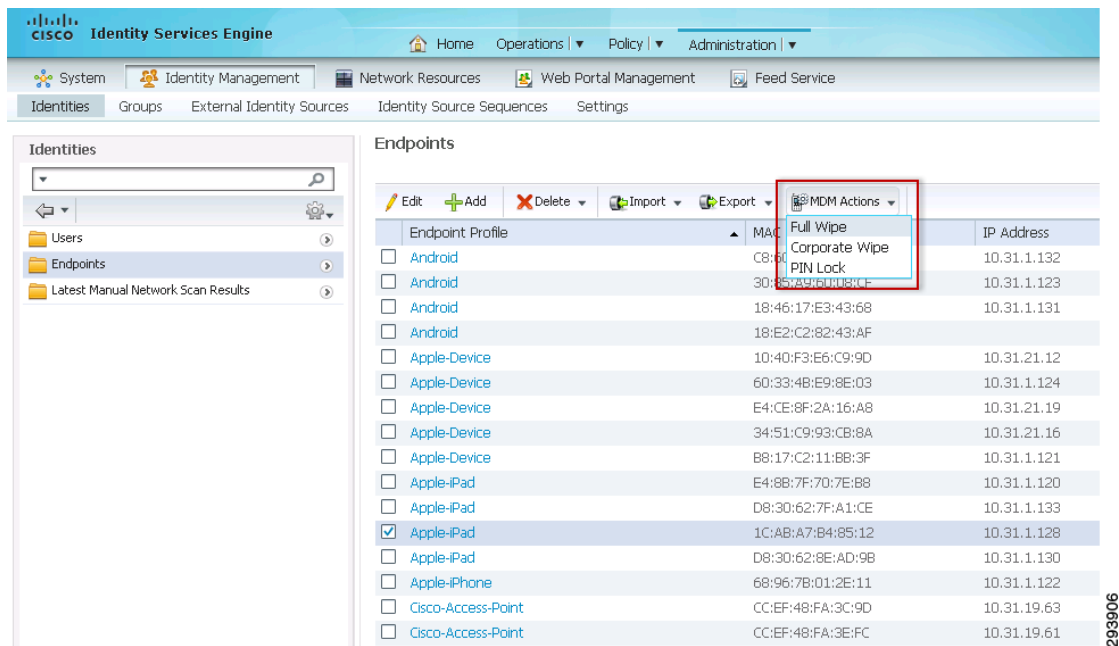 cisco Identity Services Engine
Home Operations Policy Administration
System Identity Management Network Resources Web Portal Management Feed Service
Identities Groups External Identity Sources Identity Source Sequences Settings
Identities
Users
Endpoints
Latest Manual Network Scan Results
Endpoints
Edit Add Delete Import Export MDM Actions
Full Wipe
Corporate Wipe
PIN Lock
Endpoint Profile IP Address
Android 10.31.1.132
Android 30:85:A9:60:08:CF 10.31.1.123
Android 18:46:17:E3:43:68 10.31.1.131
Android 18:E2:C2:82:43:AF
Apple-Device 10:40:F3:E6:C9:9D 10.31.21.12
Apple-Device 60:33:4B:E9:8E:03 10.31.1.124
Apple-Device E4:CE:8F:2A:16:A8 10.31.21.19
Apple-Device 34:51:C9:93:CB:8A 10.31.21.16
Apple-Device B8:17:C2:11:BB:3F 10.31.1.121
Apple-iPad E4:8B:7F:70:7E:B8 10.31.1.120
Apple-iPad D8:30:62:7F:A1:CE 10.31.1.133
Apple-iPad 1C:AB:A7:B4:85:12 10.31.1.128
Apple-iPad D8:30:62:8E:AD:9B 10.31.1.130
Apple-iPhone 68:96:7B:01:2E:11 10.31.1.122
Cisco-Access-Point CC:EF:48:FA:3C:9D 10.31.19.63
Cisco-Access-Point CC:EF:48:FA:3E:FC 10.31.19.61
293906